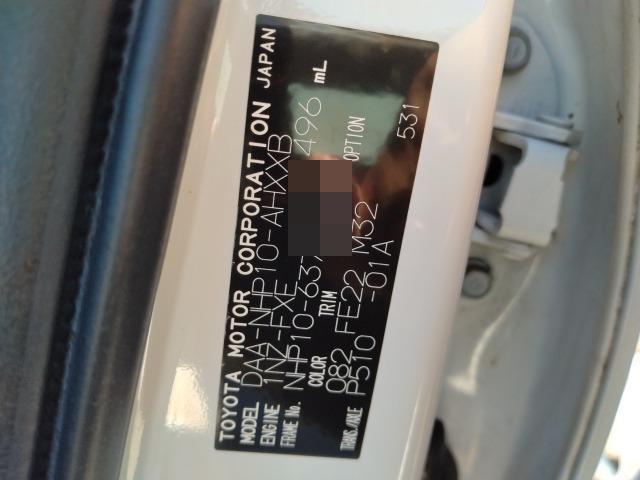 TOYOTA MOTOR CORPORATION JAPAN
MODEL DAA-NHP10-AHXXB
ENGINE 1NZ-FXE 496 mL
FRAME No. NHP10-637
COLOR TRIM OPTION
082 FE22 M32
TRANS./AXLE P510 -01A 531